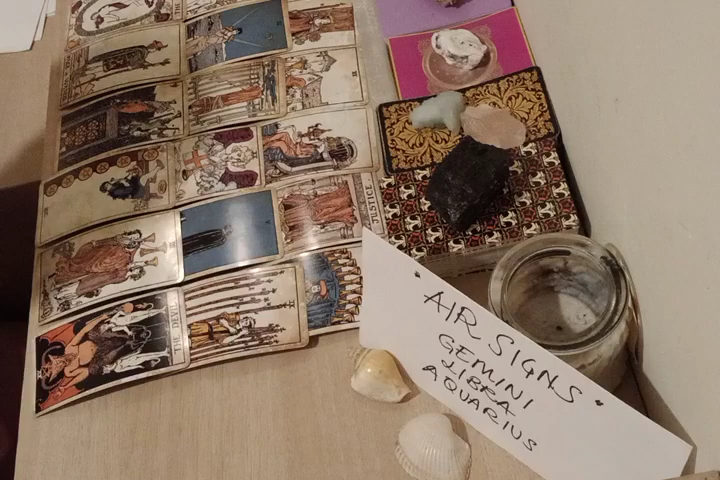 JUSTICE
THE DEVIL
"AIR SIGNS"
GEMINI
LIBRA
AQUARIUS